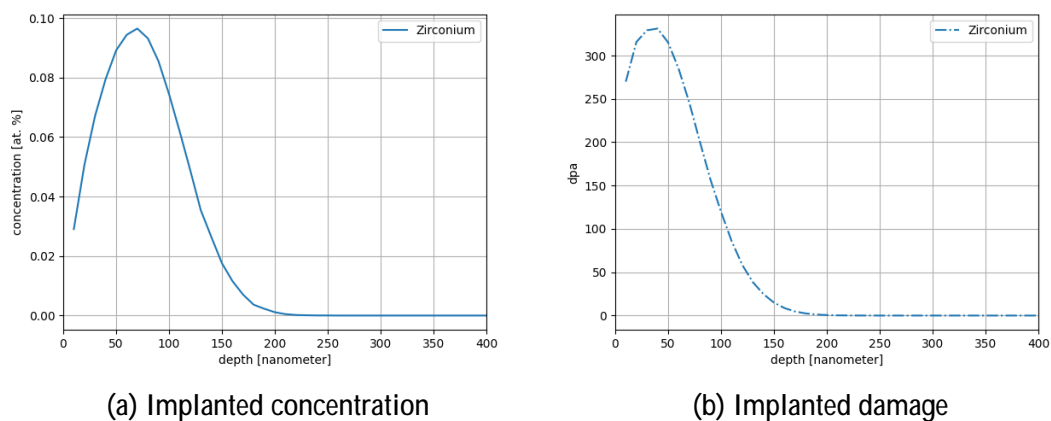 Zirconium
0.10
0.08
0.06
0.04
0.02
0.00
concentration [at. %]
0 50 100 150 200 250 300 350 400
depth [nanometer]
(a) Implanted concentration
Zirconium
300
250
200
150
100
50
0
dpa
0 50 100 150 200 250 300 350 400
depth [nanometer]
(b) Implanted damage